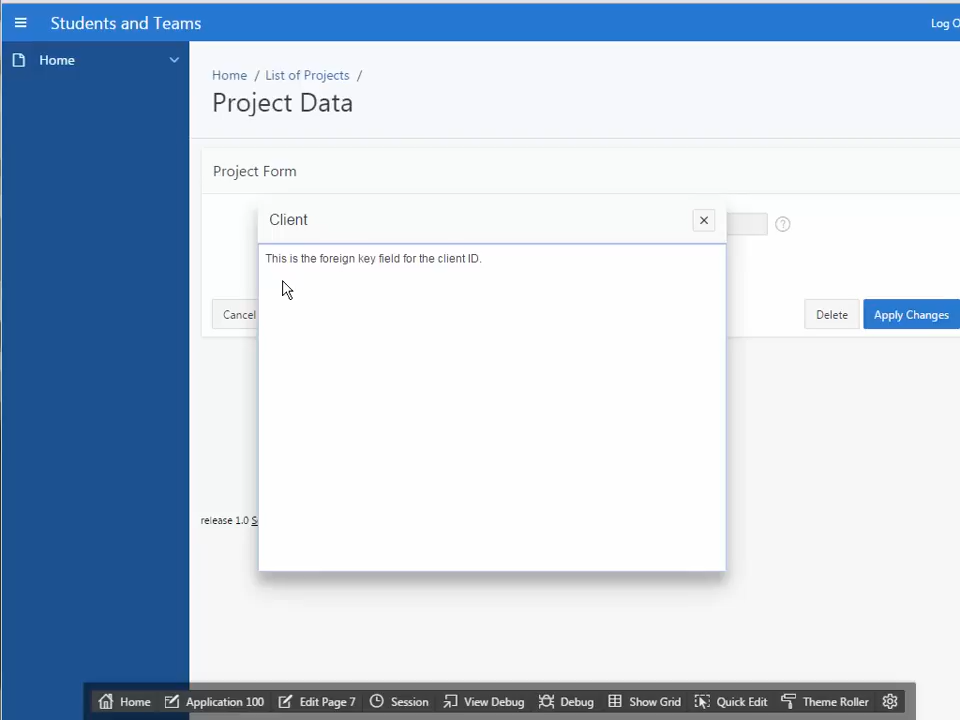 Students and Teams
Log O
Home
Home / List of Projects /
Project Data
Project Form
Client
This is the foreign key field for the client ID.
Cancel
Delete
Apply Changes
release 1.0 S
Home
Application 100
Edit Page 7
Session
View Debug
Debug
Show Grid
Quick Edit
Theme Roller